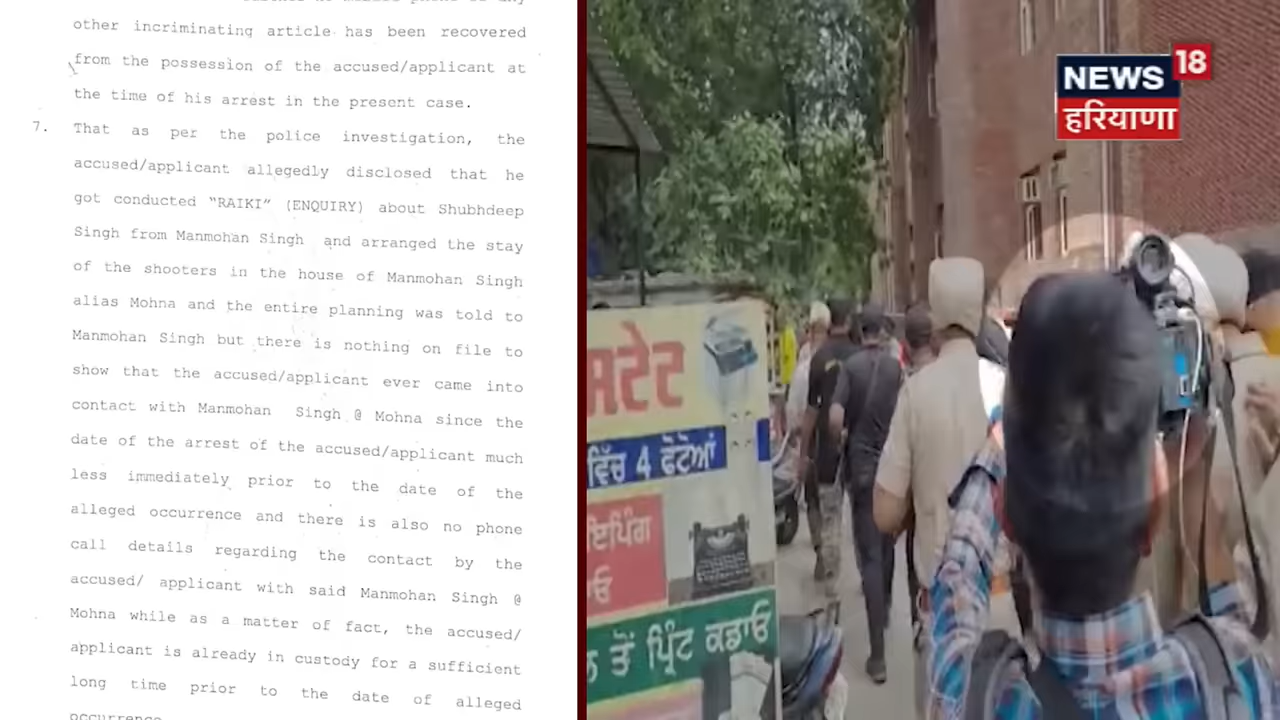 other incriminating article has been recovered
from the possession of the accused/applicant at
the time of his arrest in the present case.
7. That as per the police investigation, the
accused/applicant allegedly disclosed that he
got conducted "RAIKI" (ENQUIRY) about Shubhdeep
Singh from Manmohan Singh and arranged the stay
of the shooters in the house of Manmohan Singh
alias Mohna and the entire planning was told to
Manmohan Singh but there is nothing on file to
show that the accused/applicant ever came into
contact with Manmohan Singh @ Mohna since the
date of the arrest of the accused/applicant much
less immediately prior to the date of the
alleged occurrence and there is also no phone
call details regarding the contact by the
accused/ applicant with said Manmohan Singh @
Mohna while as a matter of fact, the accused/
applicant is already in custody for a sufficient
long time prior to the date of alleged
occurrence
NEWS 18
हरियाणा
ਸਟੇਟ
ਵਿੱਚ 4 ਫੋਟੋਆਂ
ਇਪਿੰਗ
ਤੋਂ ਪ੍ਰਿੰਟ ਕਢਾਓ